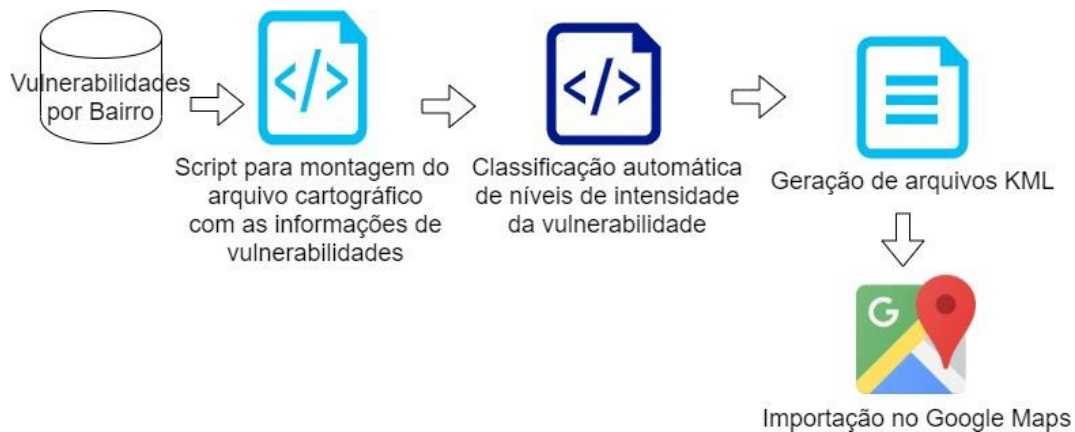 Vulnerabilidades
por Bairro
</>
Script para montagem do
arquivo cartográfico
com as informações de
vulnerabilidades
</>
Classificação automática
de níveis de intensidade
da vulnerabilidade
Geração de arquivos KML
G
Importação no Google Maps